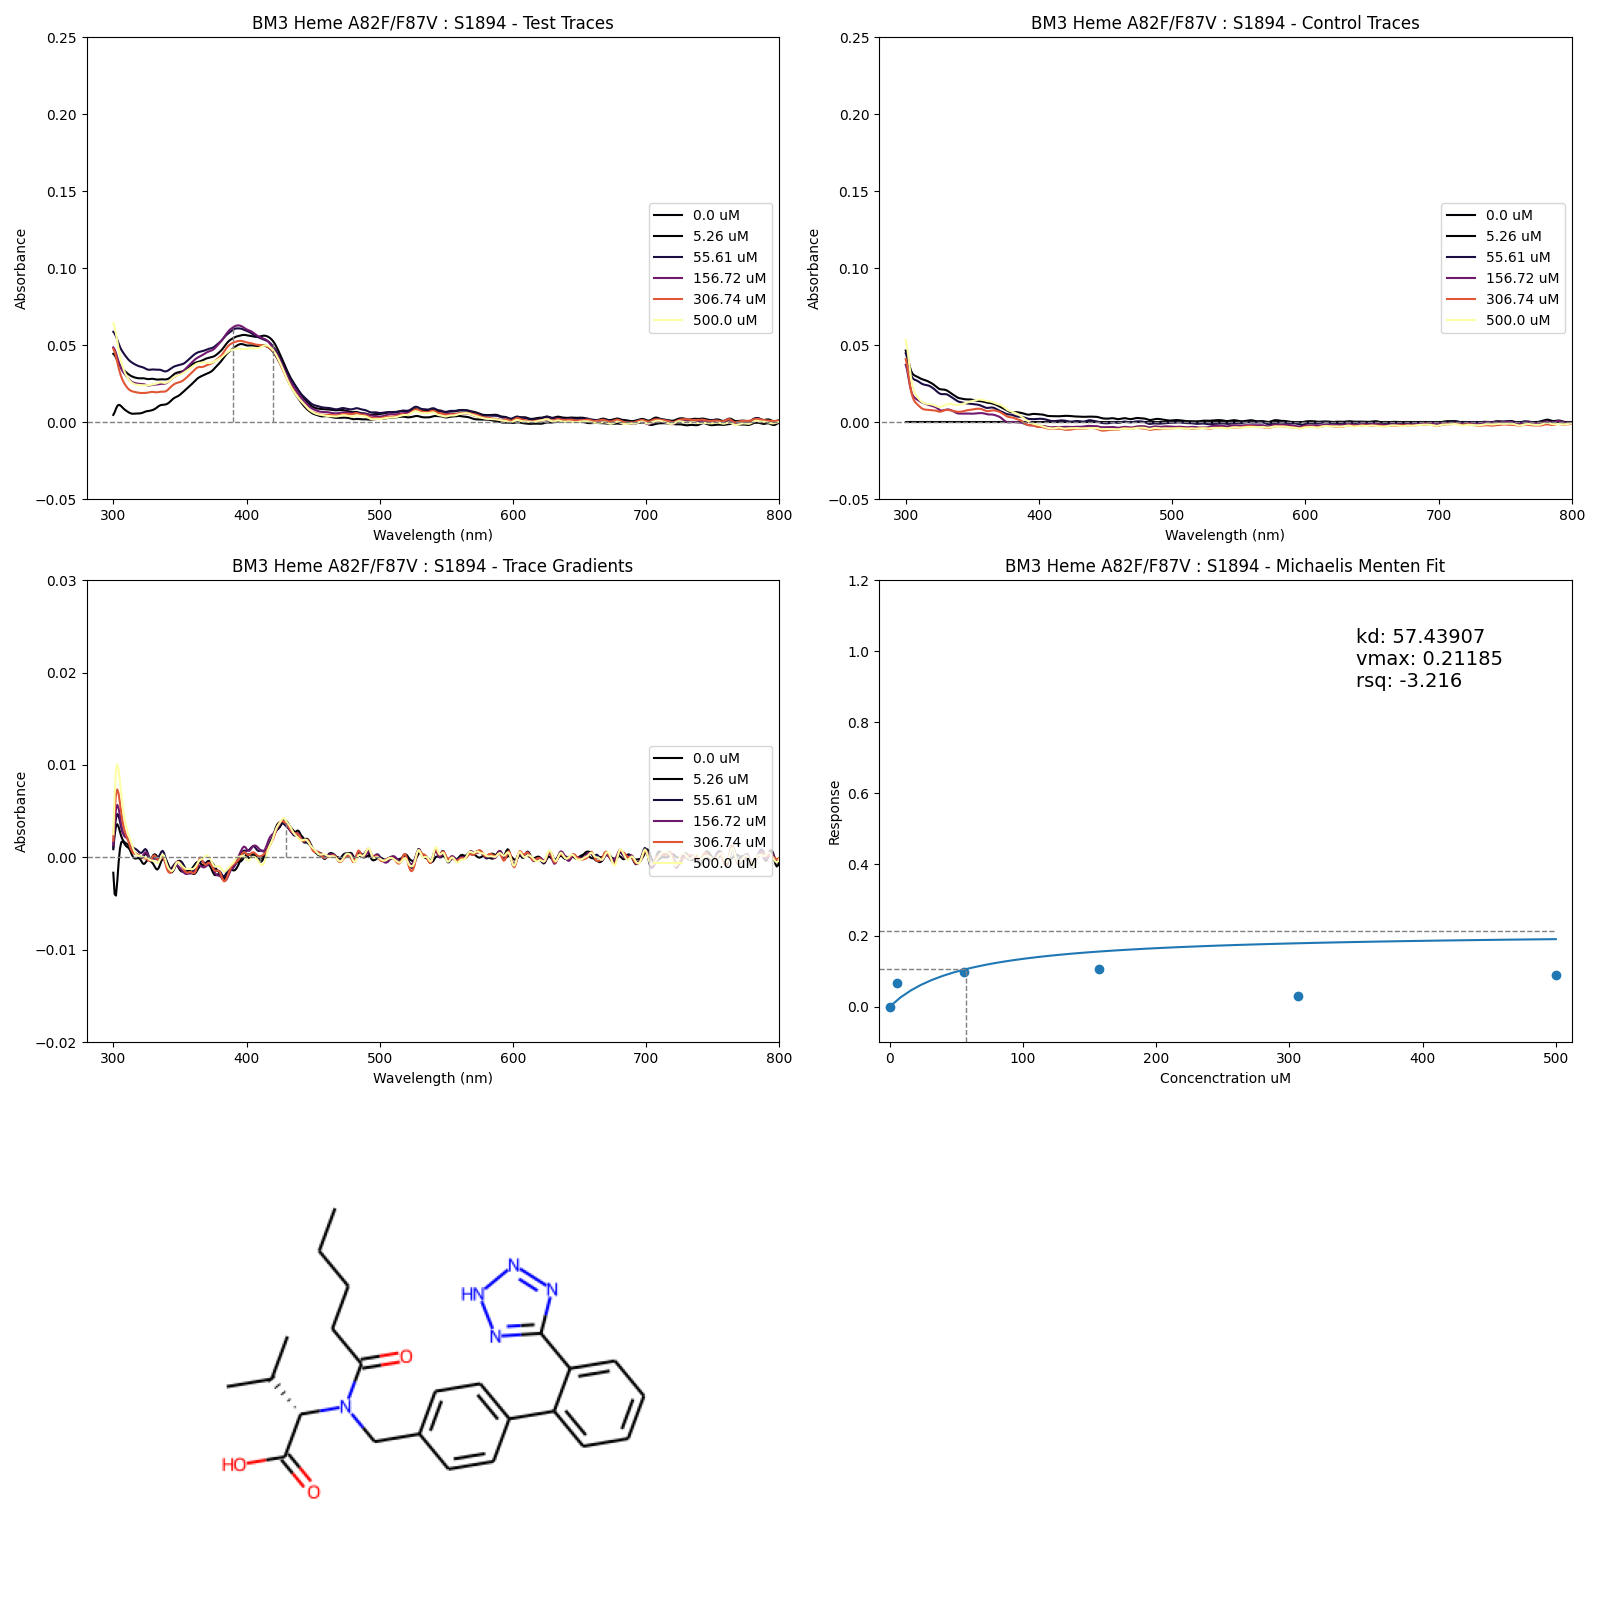 BM3 Heme A82F/F87V : S1894 - Test Traces
0.25
0.20
0.15
0.10
0.05
0.00
−0.05
Absorbance
0.0 uM
5.26 uM
55.61 uM
156.72 uM
306.74 uM
500.0 uM
300 400 500 600 700 800
Wavelength (nm)
BM3 Heme A82F/F87V : S1894 - Control Traces
0.25
0.20
0.15
0.10
0.05
0.00
−0.05
Absorbance
0.0 uM
5.26 uM
55.61 uM
156.72 uM
306.74 uM
500.0 uM
300 400 500 600 700 800
Wavelength (nm)
BM3 Heme A82F/F87V : S1894 - Trace Gradients
0.03
0.02
0.01
0.00
−0.01
−0.02
Absorbance
0.0 uM
5.26 uM
55.61 uM
156.72 uM
306.74 uM
500.0 uM
300 400 500 600 700 800
Wavelength (nm)
BM3 Heme A82F/F87V : S1894 - Michaelis Menten Fit
1.2
1.0
0.8
0.6
0.4
0.2
0.0
Response
kd: 57.43907
vmax: 0.21185
rsq: -3.216
0 100 200 300 400 500
Concenctration uM
N
HN
N
N
O
N
HO
O